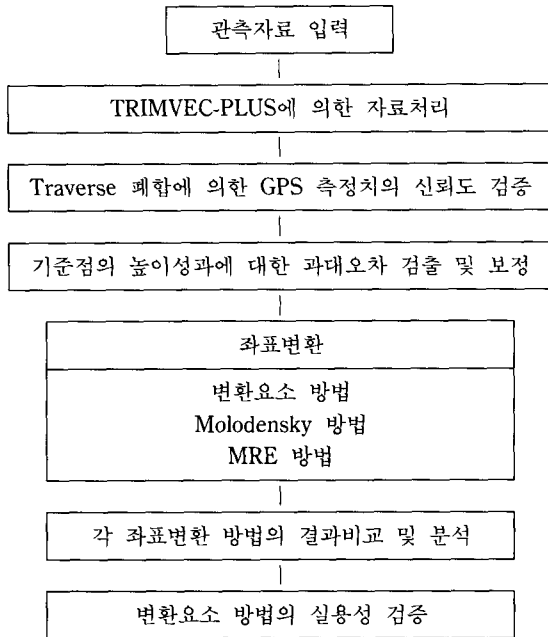 관측자료 입력
TRIMVEC-PLUS에 의한 자료처리
Traverse 폐합에 의한 GPS 측정치의 신뢰도 검증
기준점의 높이성과에 대한 과대오차 검출 및 보정
좌표변환
변환요소 방법
Molodensky 방법
MRE 방법
각 좌표변환 방법의 결과비교 및 분석
변환요소 방법의 실용성 검증